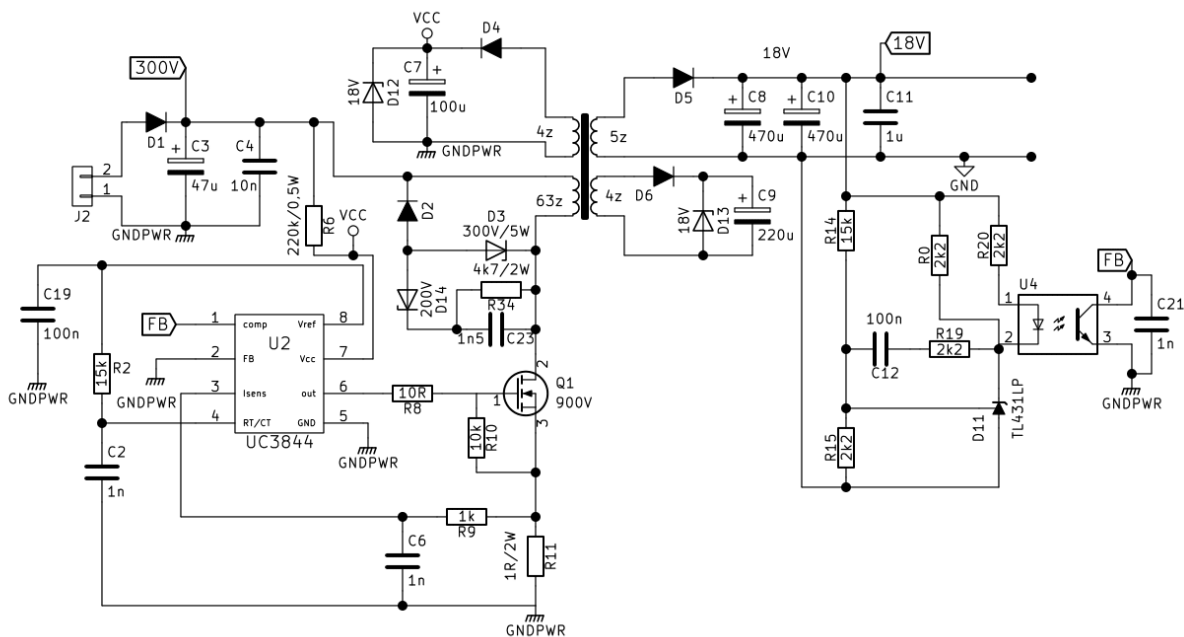 VCC
D4
18V
18V
300V
C7
+
D12
18V
100u
D5
+
C8
470u
+
C10
470u
C11
1u
4z
5z
GNDPWR
GND
D1
+
C3
47u
C4
10n
2
1
J2
GNDPWR
220k/0,5W
R6
VCC
D2
D3
300V/5W
4k7/2W
63z
4z
D6
18V
D13
+
C9
220u
R14
15k
R0
2k2
R20
2k2
FB
U4
1
2
4
3
C21
1n
GNDPWR
C19
100n
GNDPWR
200V
D14
R34
1n5
C23
FB
1
comp
Vref
8
U2
2
FB
Vcc
7
GNDPWR
3
Isens
out
6
4
RT/CT
GND
5
UC3844
GNDPWR
15k
R2
10R
R8
1
2
3
Q1
900V
10k
R10
100n
C12
R19
2k2
D11
TL431LP
R15
2k2
C2
1n
1k
R9
C6
1n
1R/2W
R11
GNDPWR